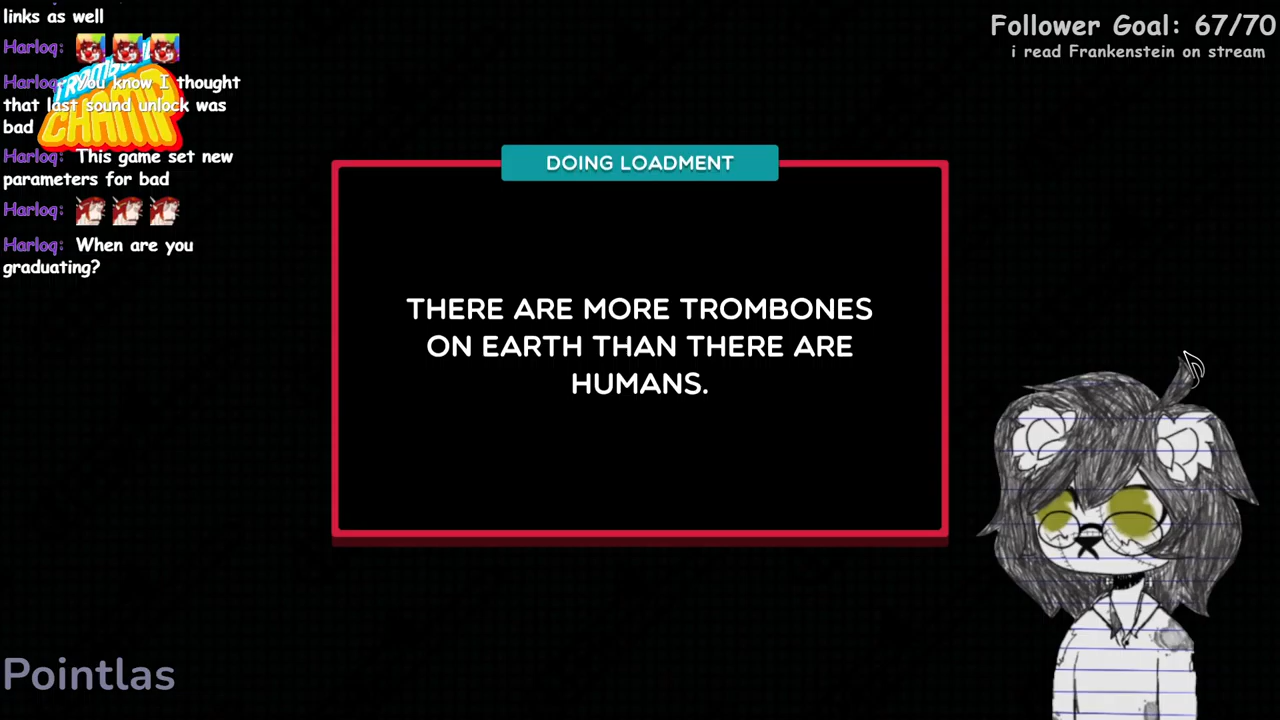 links as well
Follower Goal: 67/70
i read Frankenstein on stream
Harloq:
Harloq: You know I thought
that last sound unlock was
bad
TROMBONE
CHAMP
Harloq: This game set new
parameters for bad
Harloq:
Harloq: When are you
graduating?
DOING LOADMENT
THERE ARE MORE TROMBONES
ON EARTH THAN THERE ARE
HUMANS.
Pointlas